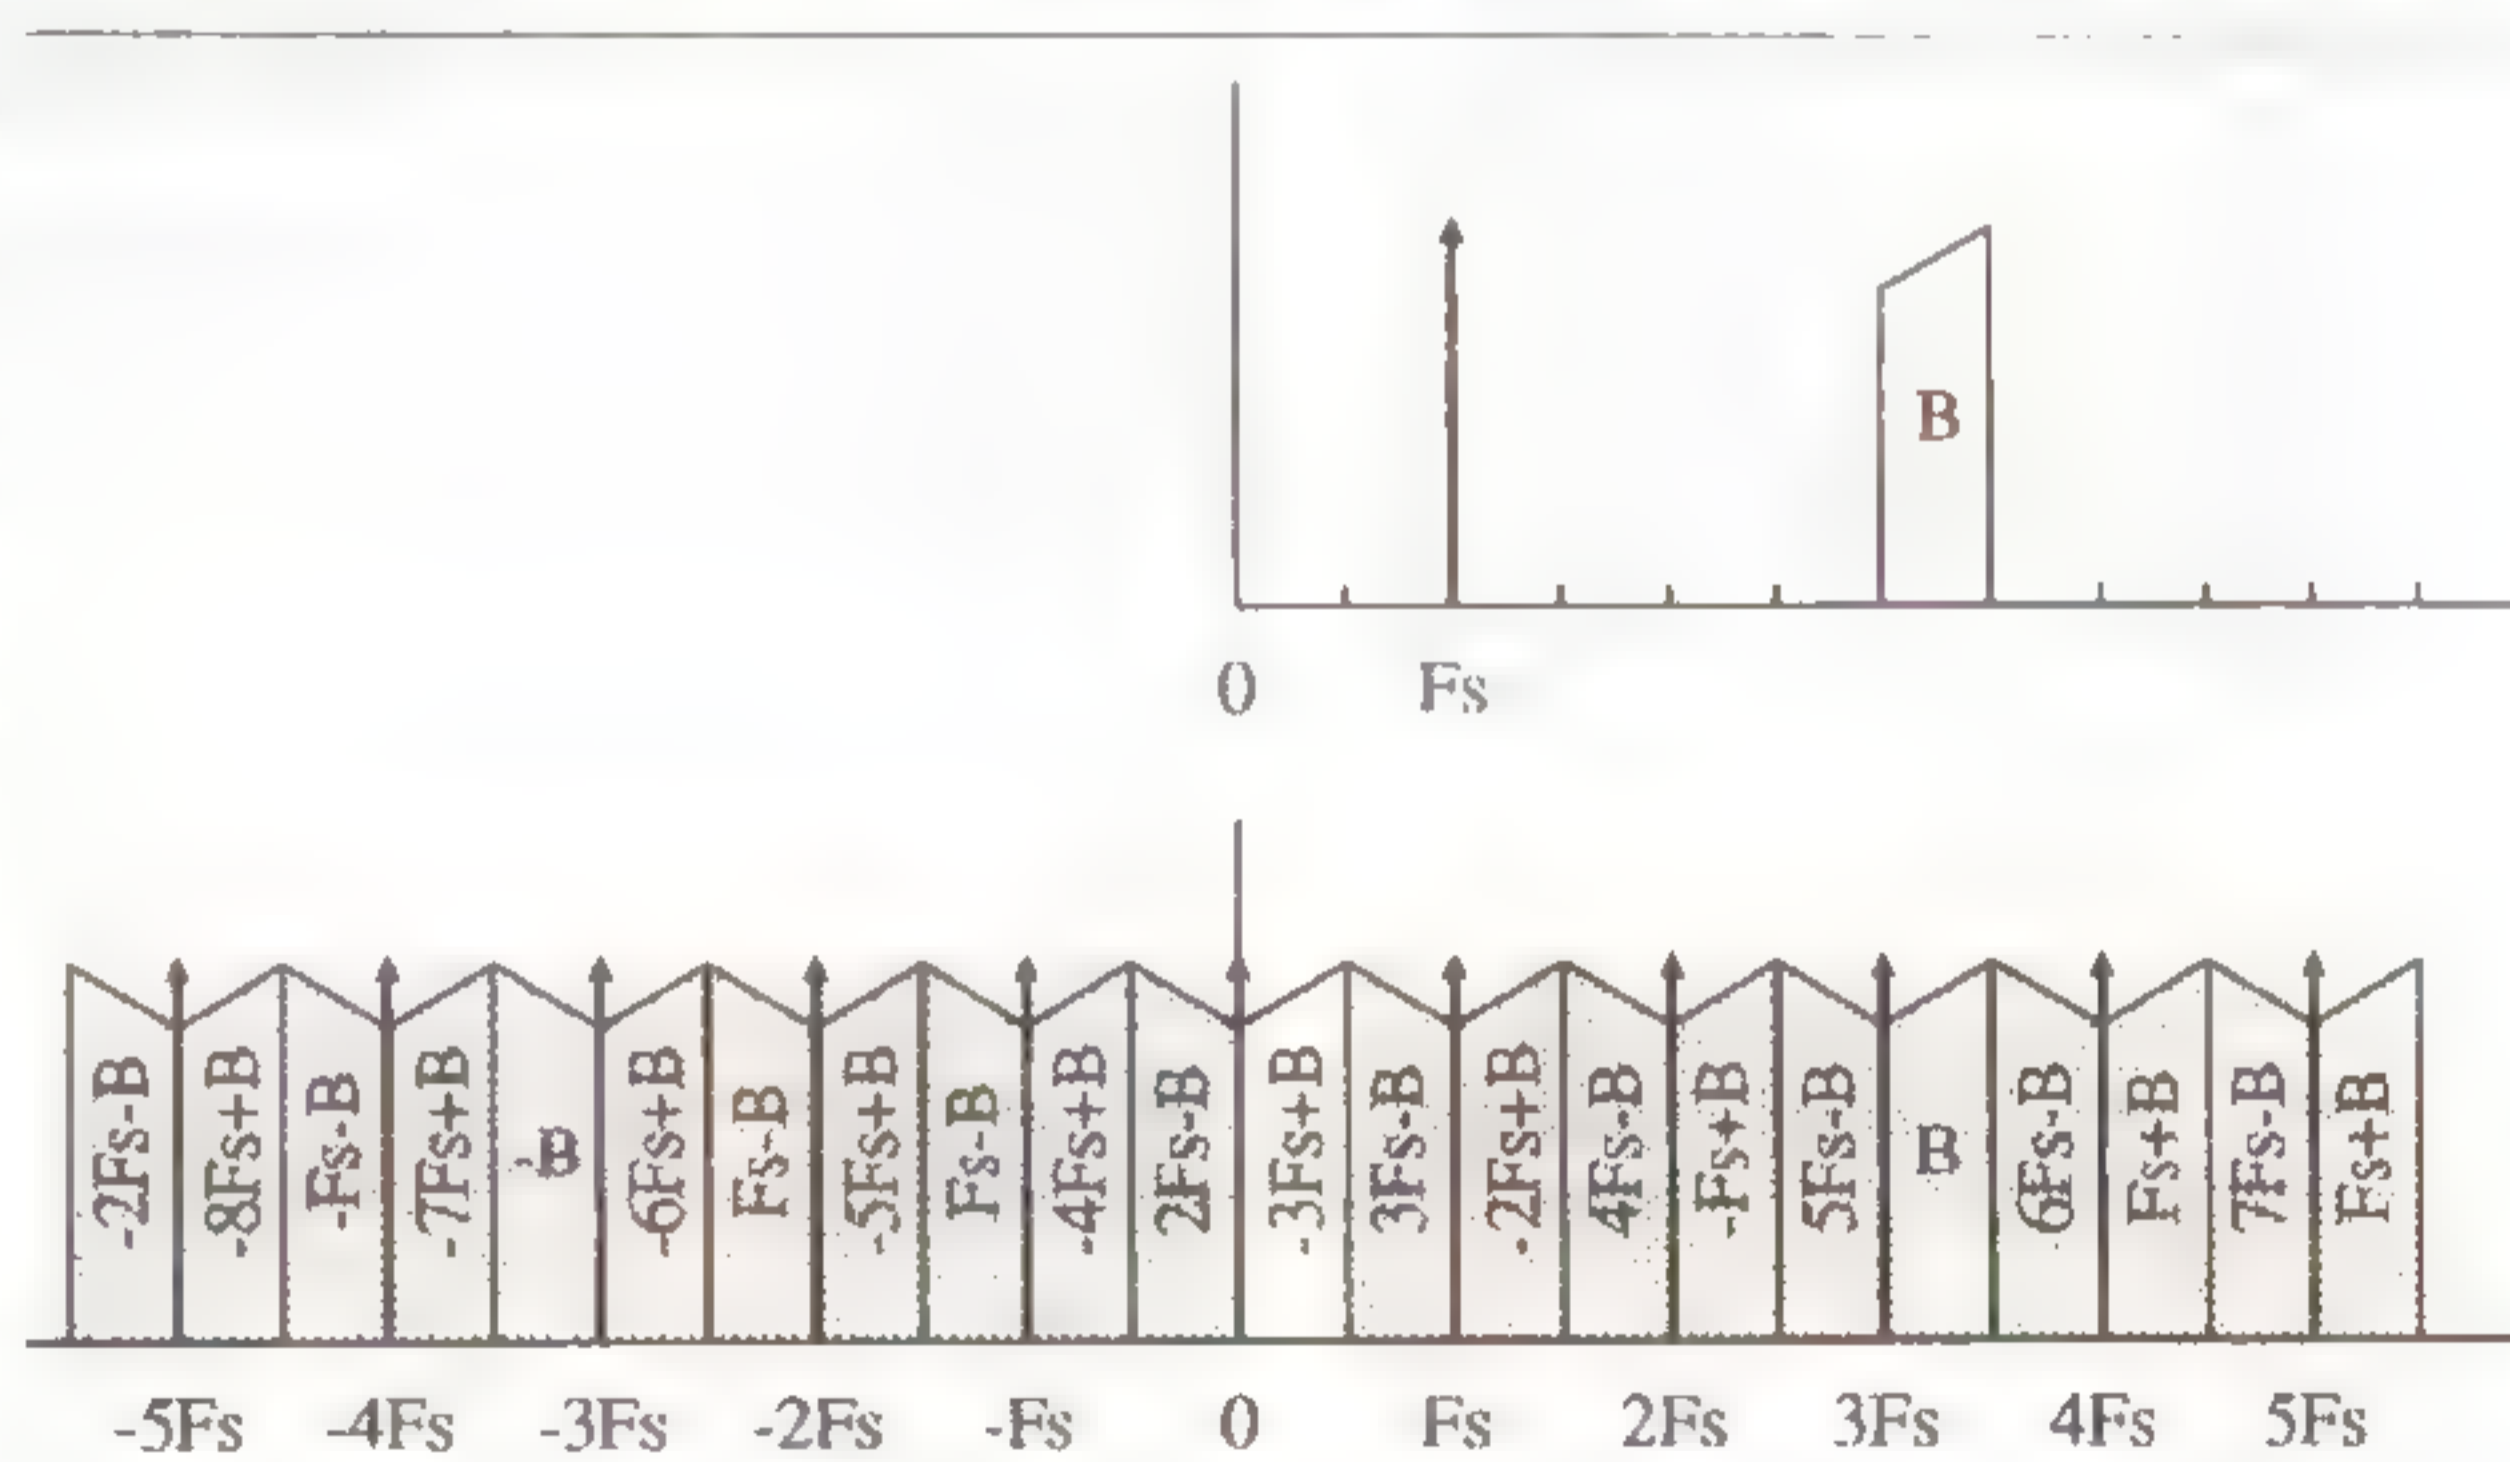 B
0 Fs
-2Fs-B -8Fs+B -Fs-B -7Fs+B -B -6Fs+B Fs-B -5Fs+B Fs-B -4Fs+B 2Fs-B -3Fs+B 3Fs-B -2Fs+B 4Fs-B -Fs+B 5Fs-B B 6Fs-B Fs+B 7Fs-B Fs+B
-5Fs -4Fs -3Fs -2Fs -Fs 0 Fs 2Fs 3Fs 4Fs 5Fs